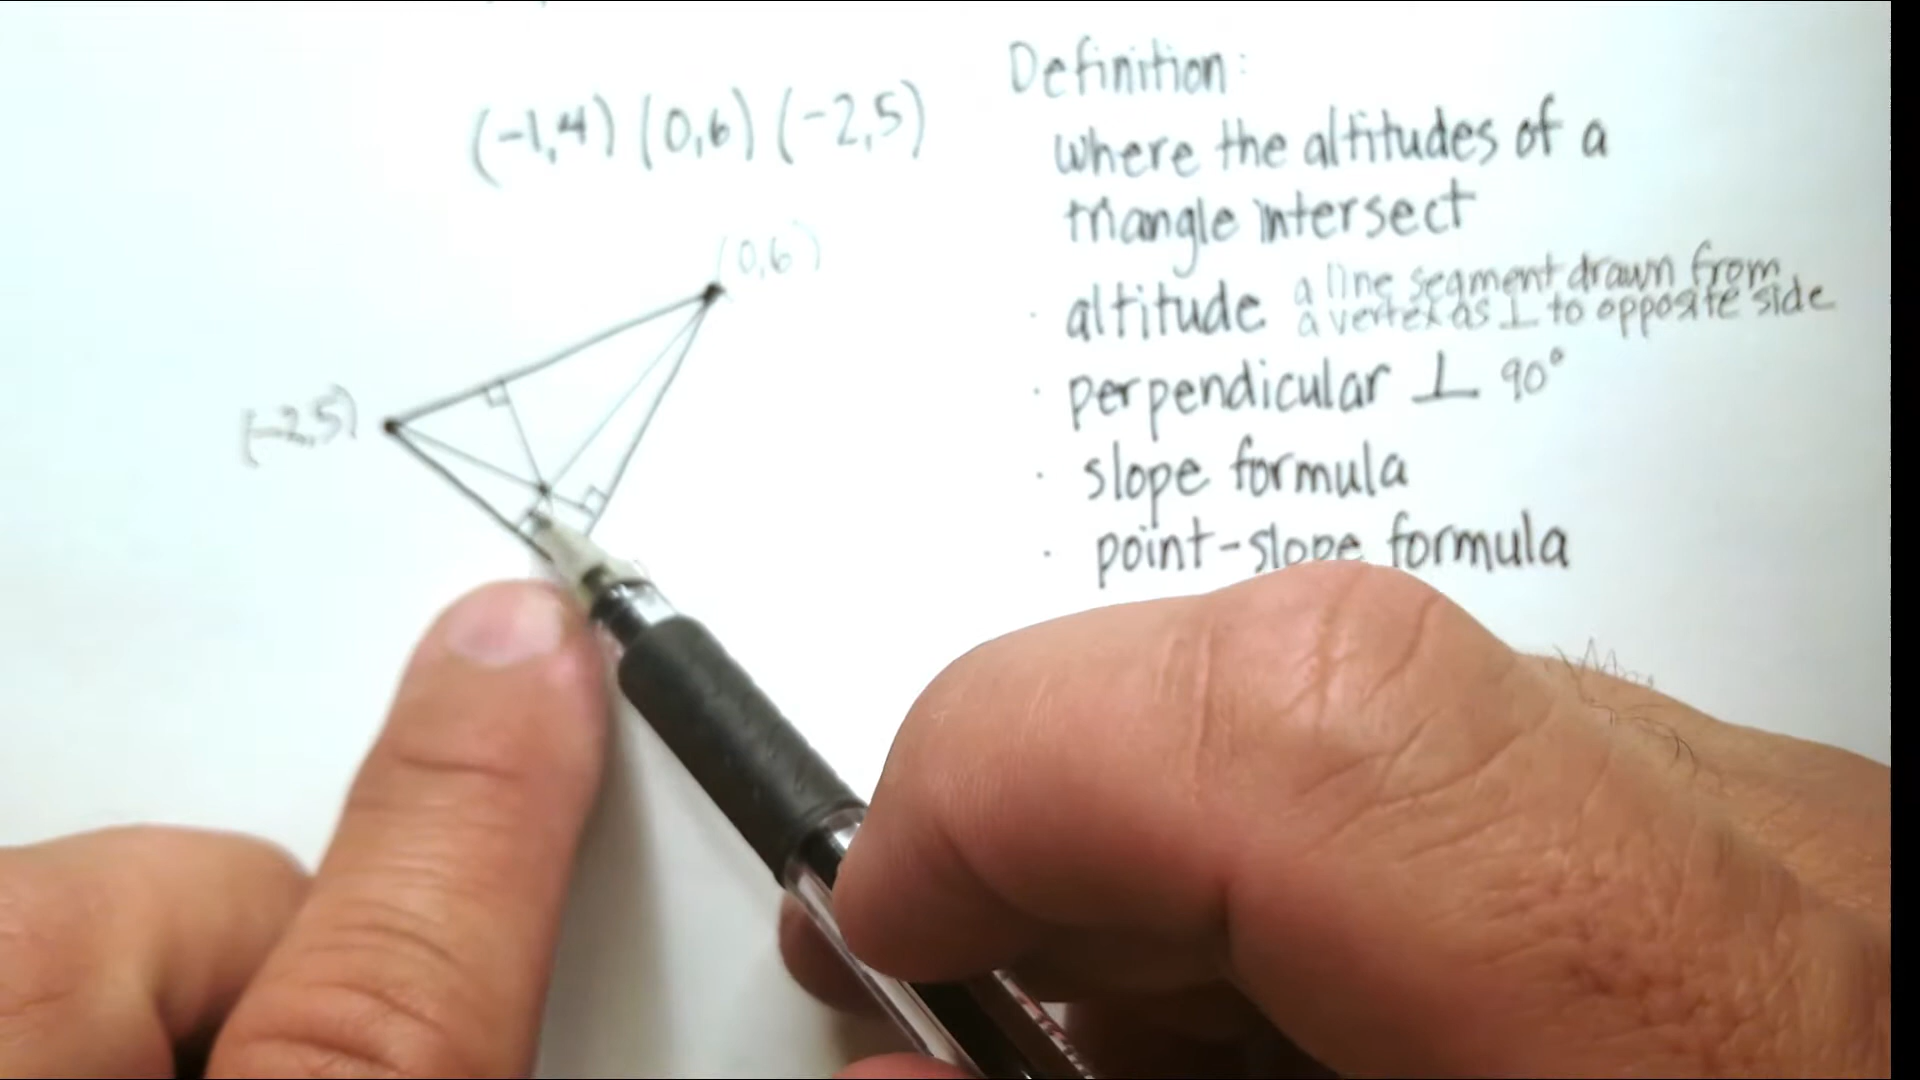 (-1,4) (0,6) (-2,5)
(0,6)
(-2,5)
Definition:
where the altitudes of a
triangle intersect
· altitude a line segment drawn from
a vertex as ⊥ to opposite side
· perpendicular ⊥ 90°
· slope formula
· point-slope formula